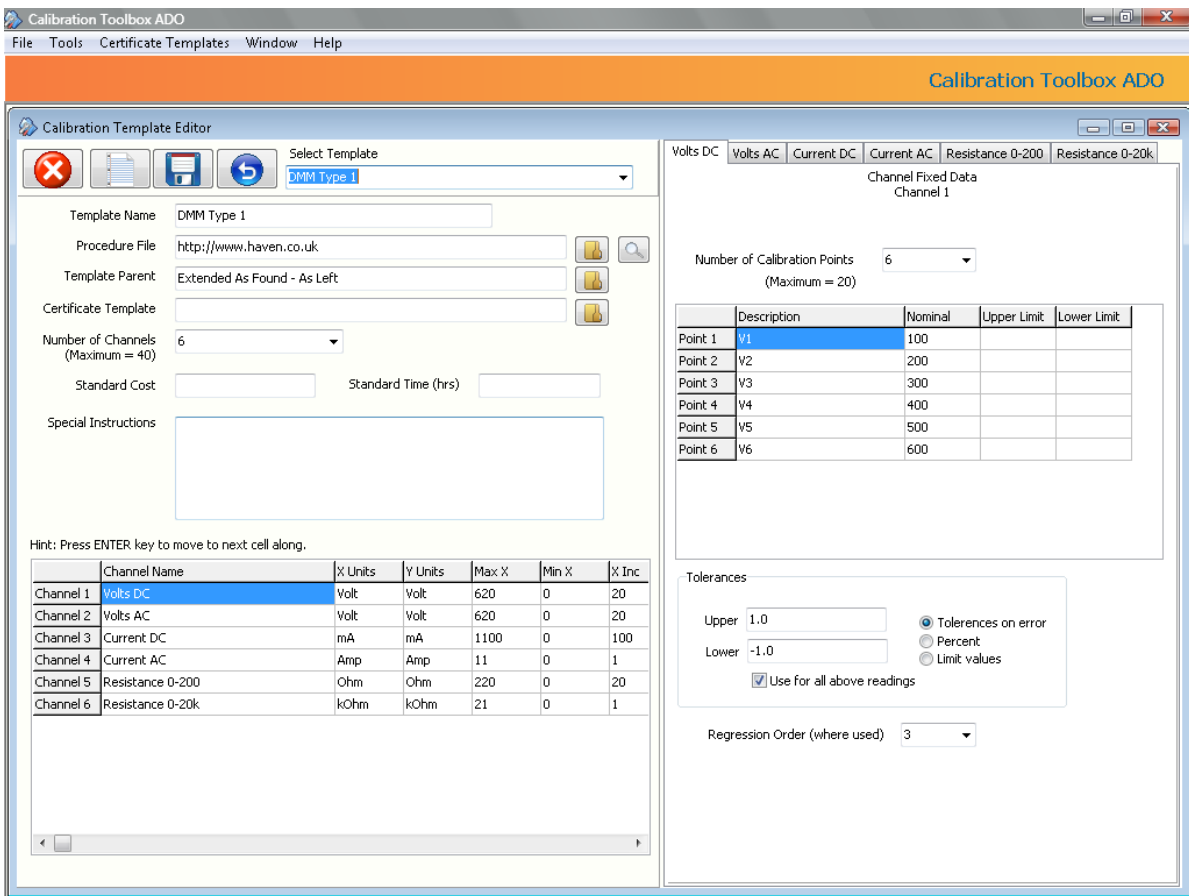 Calibration Toolbox ADO
File Tools Certificate Templates Window Help
Calibration Toolbox ADO
Calibration Template Editor
Select Template
DMM Type 1
Template Name DMM Type 1
Procedure File http://www.haven.co.uk
Template Parent Extended As Found - As Left
Certificate Template
Number of Channels 6
(Maximum = 40)
Standard Cost Standard Time (hrs)
Special Instructions
Hint: Press ENTER key to move to next cell along.
Channel Name X Units Y Units Max X Min X X Inc
Channel 1 Volts DC Volt Volt 620 0 20
Channel 2 Volts AC Volt Volt 620 0 20
Channel 3 Current DC mA mA 1100 0 100
Channel 4 Current AC Amp Amp 11 0 1
Channel 5 Resistance 0-200 Ohm Ohm 220 0 20
Channel 6 Resistance 0-20k kOhm kOhm 21 0 1
Volts DC Volts AC Current DC Current AC Resistance 0-200 Resistance 0-20k
Channel Fixed Data
Channel 1
Number of Calibration Points 6
(Maximum = 20)
Description Nominal Upper Limit Lower Limit
Point 1 V1 100
Point 2 V2 200
Point 3 V3 300
Point 4 V4 400
Point 5 V5 500
Point 6 V6 600
Tolerances
Upper 1.0
Lower -1.0
Tolerences on error
Percent
Limit values
Use for all above readings
Regression Order (where used) 3